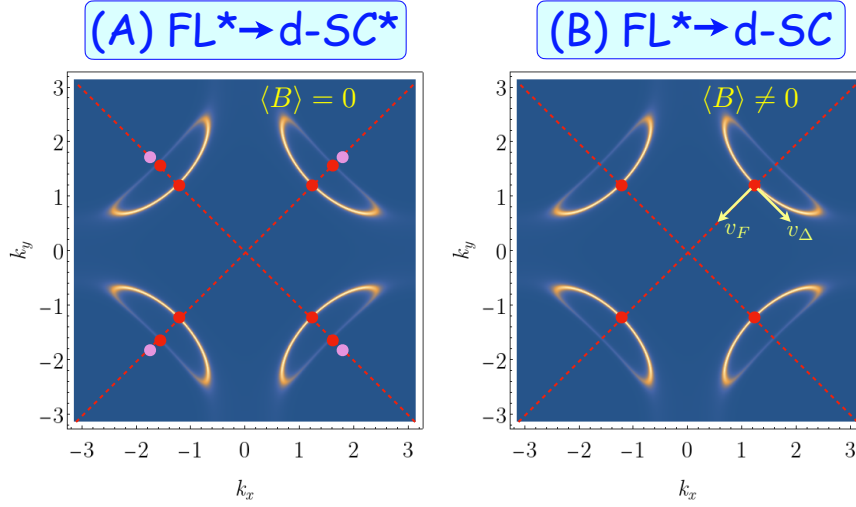 (A) FL*→d-SC*
(B) FL*→d-SC
⟨B⟩ = 0
3
2
1
0
−1
−2
−3
k_y
−3 −2 −1 0 1 2 3
k_x
⟨B⟩ ≠ 0
v_F
v_Δ
3
2
1
0
−1
−2
−3
k_y
−3 −2 −1 0 1 2 3
k_x